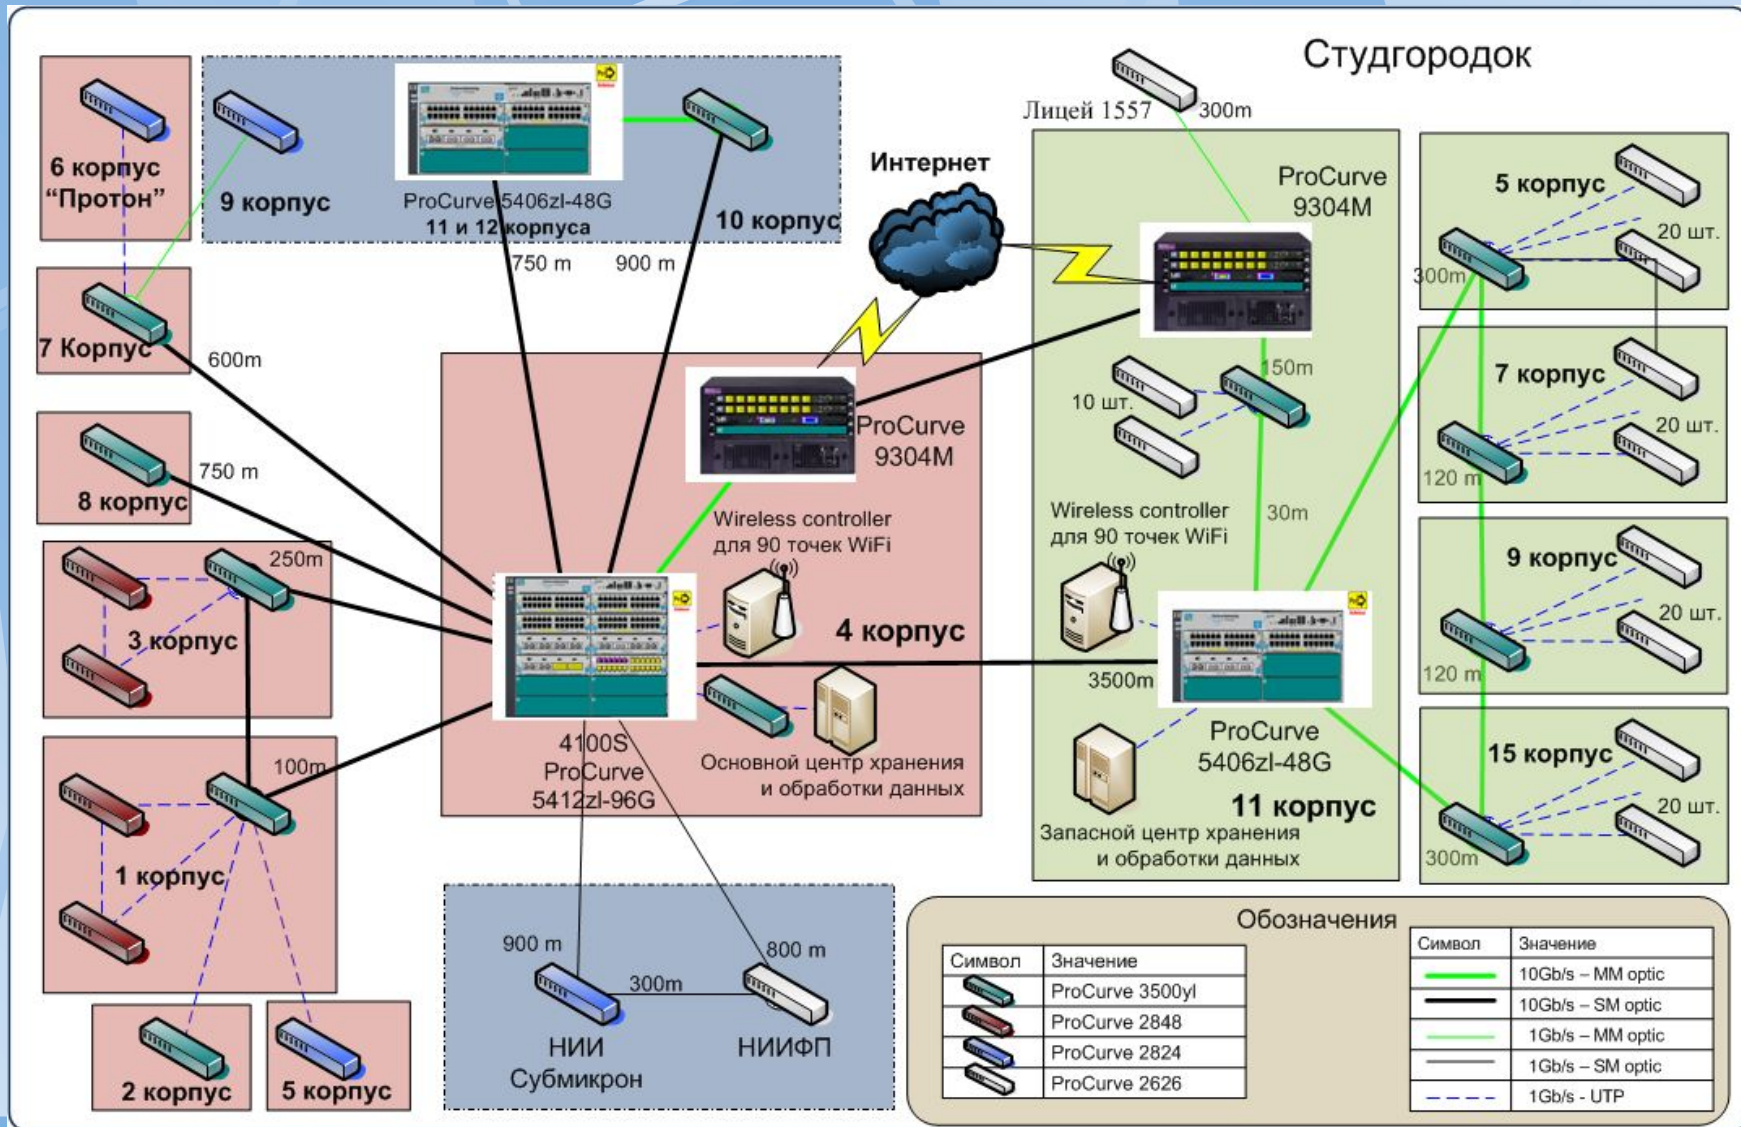 Студгородок
Лицей 1557
300m
6 корпус
“Протон”
9 корпус
ProCurve 5406zl-48G
11 и 12 корпуса
10 корпус
750 m
900 m
Интернет
ProCurve
9304M
7 Корпус
600m
8 корпус
750 m
250m
3 корпус
100m
1 корпус
2 корпус
5 корпус
ProCurve
9304M
Wireless controller
для 90 точек WiFi
4 корпус
4100S
ProCurve
5412zl-96G
Основной центр хранения
и обработки данных
3500m
150m
10 шт.
30m
Wireless controller
для 90 точек WiFi
ProCurve
5406zl-48G
11 корпус
Запасной центр хранения
и обработки данных
5 корпус
20 шт.
300m
7 корпус
20 шт.
120 m
9 корпус
20 шт.
120 m
15 корпус
20 шт.
300m
900 m
800 m
300m
НИИ
Субмикрон
НИИФП
Обозначения
Символ Значение
ProCurve 3500yl
ProCurve 2848
ProCurve 2824
ProCurve 2626
Символ Значение
10Gb/s – MM optic
10Gb/s – SM optic
1Gb/s – MM optic
1Gb/s – SM optic
1Gb/s - UTP